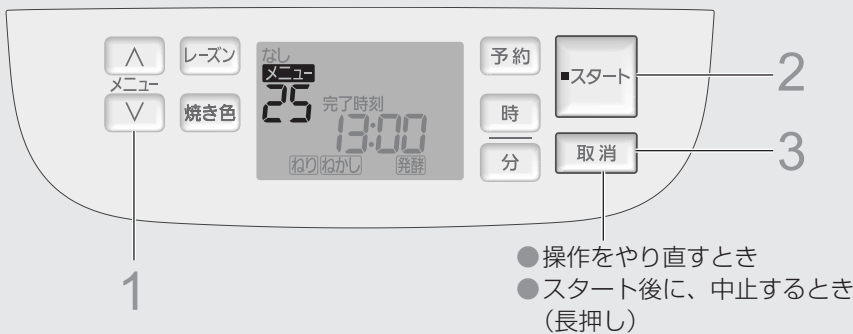 レーズン
メニュー
焼き色
なし
メニュー
25
完了時刻
13:00
ねり ねかし 発酵
予約
時
分
■スタート
取消
1
2
3
●操作をやり直すとき
●スタート後に、中止するとき
（長押し）